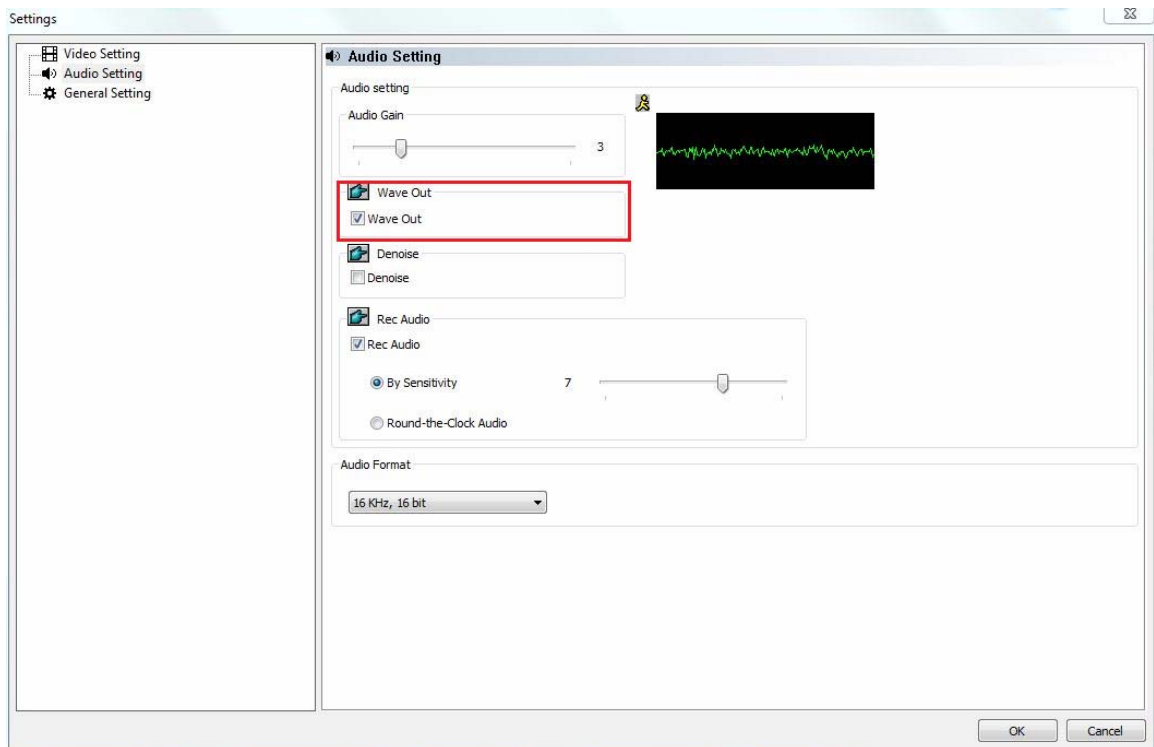 Settings
Video Setting
Audio Setting
General Setting
Audio Setting
Audio setting
Audio Gain
3
Wave Out
Wave Out
Denoise
Denoise
Rec Audio
Rec Audio
By Sensitivity 7
Round-the-Clock Audio
Audio Format
16 KHz, 16 bit
OK Cancel